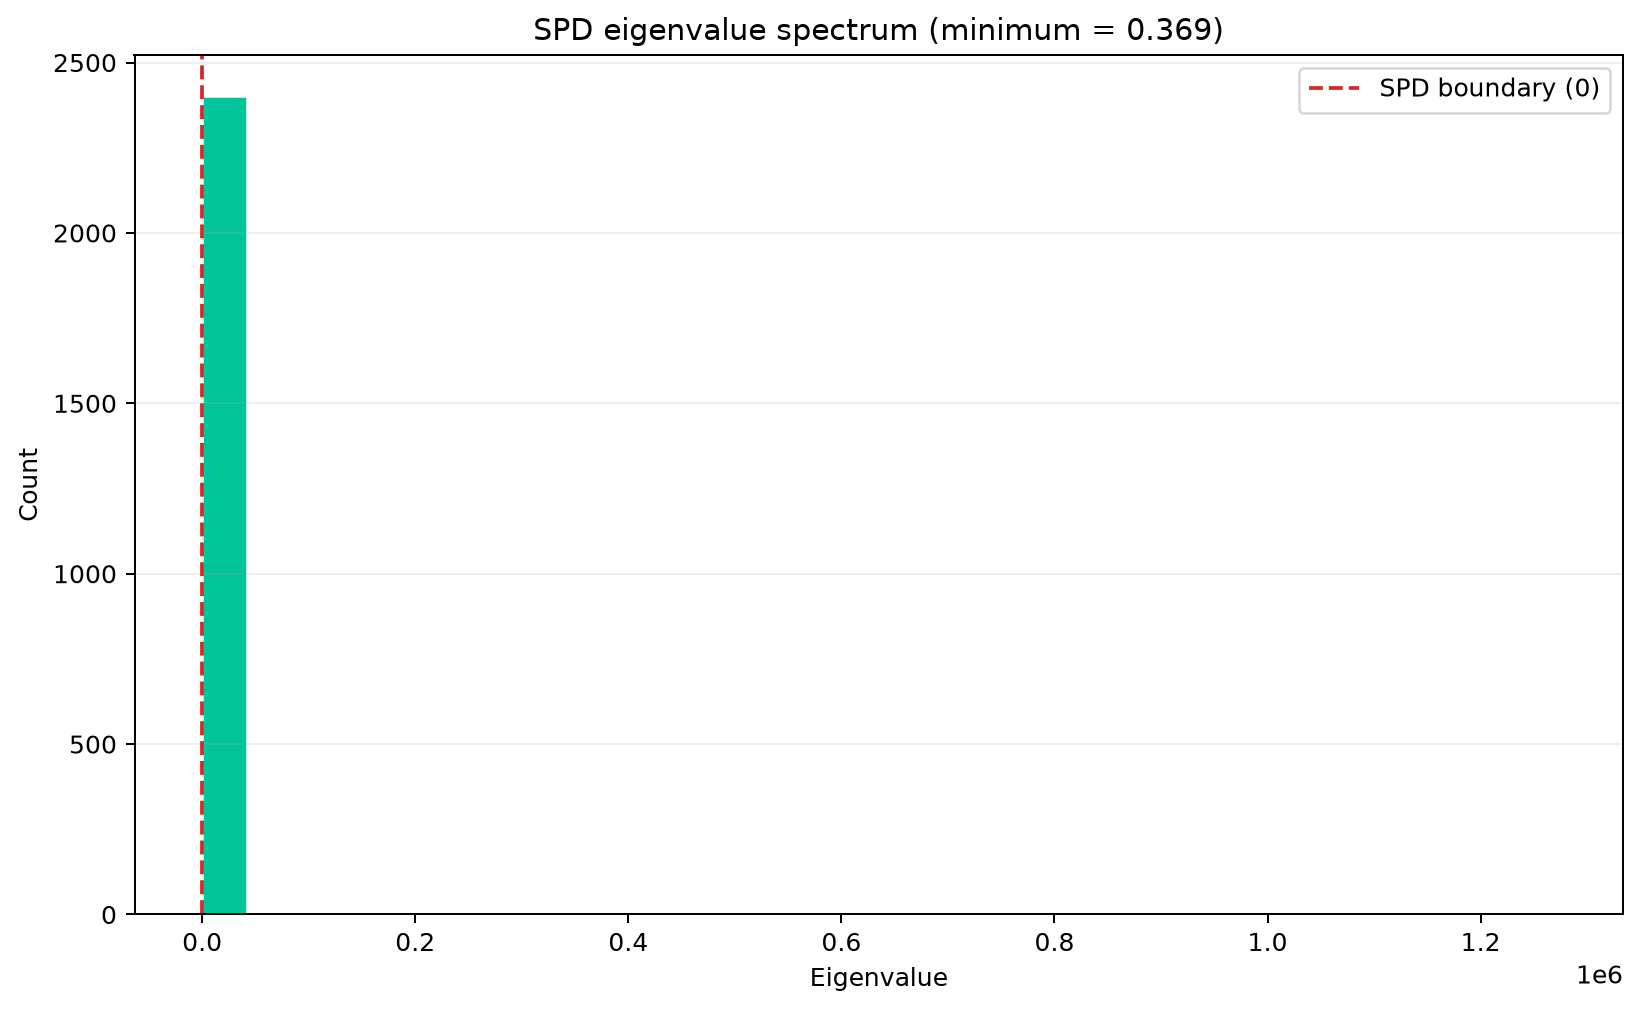 SPD eigenvalue spectrum (minimum = 0.369)
SPD boundary (0)
2500
2000
1500
1000
500
0
Count
0.0 0.2 0.4 0.6 0.8 1.0 1.2
1e6
Eigenvalue